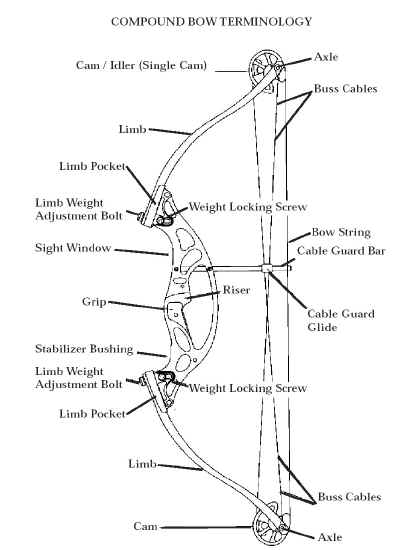 COMPOUND BOW TERMINOLOGY
Axle
Cam / Idler (Single Cam)
Buss Cables
Limb
Limb Pocket
Limb Weight
Adjustment Bolt
Weight Locking Screw
Bow String
Sight Window
Cable Guard Bar
Riser
Grip
Cable Guard
Glide
Stabilizer Bushing
Limb Weight
Adjustment Bolt
Weight Locking Screw
Limb Pocket
Limb
Buss Cables
Cam
Axle